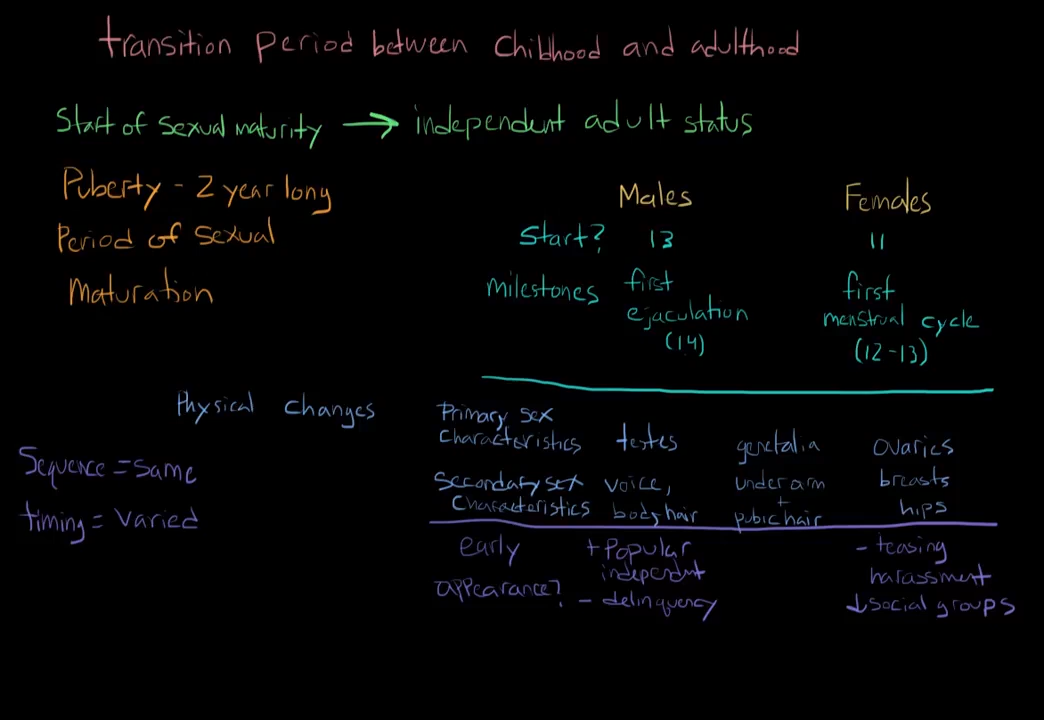 transition period between childhood and adulthood
Start of sexual maturity → independent adult status
Puberty - 2 year long
Period of sexual
Maturation
Males Females
Start? 13 11
milestones first ejaculation (14) first menstrual cycle (12-13)
Physical changes
Primary sex characteristics testes genetalia ovaries
Secondary sex characteristics voice, body hair underarm + pubic hair breasts hips
Sequence = Same
timing = Varied
early appearance? + Popular independent - delinquency - teasing harassment ↓ social groups